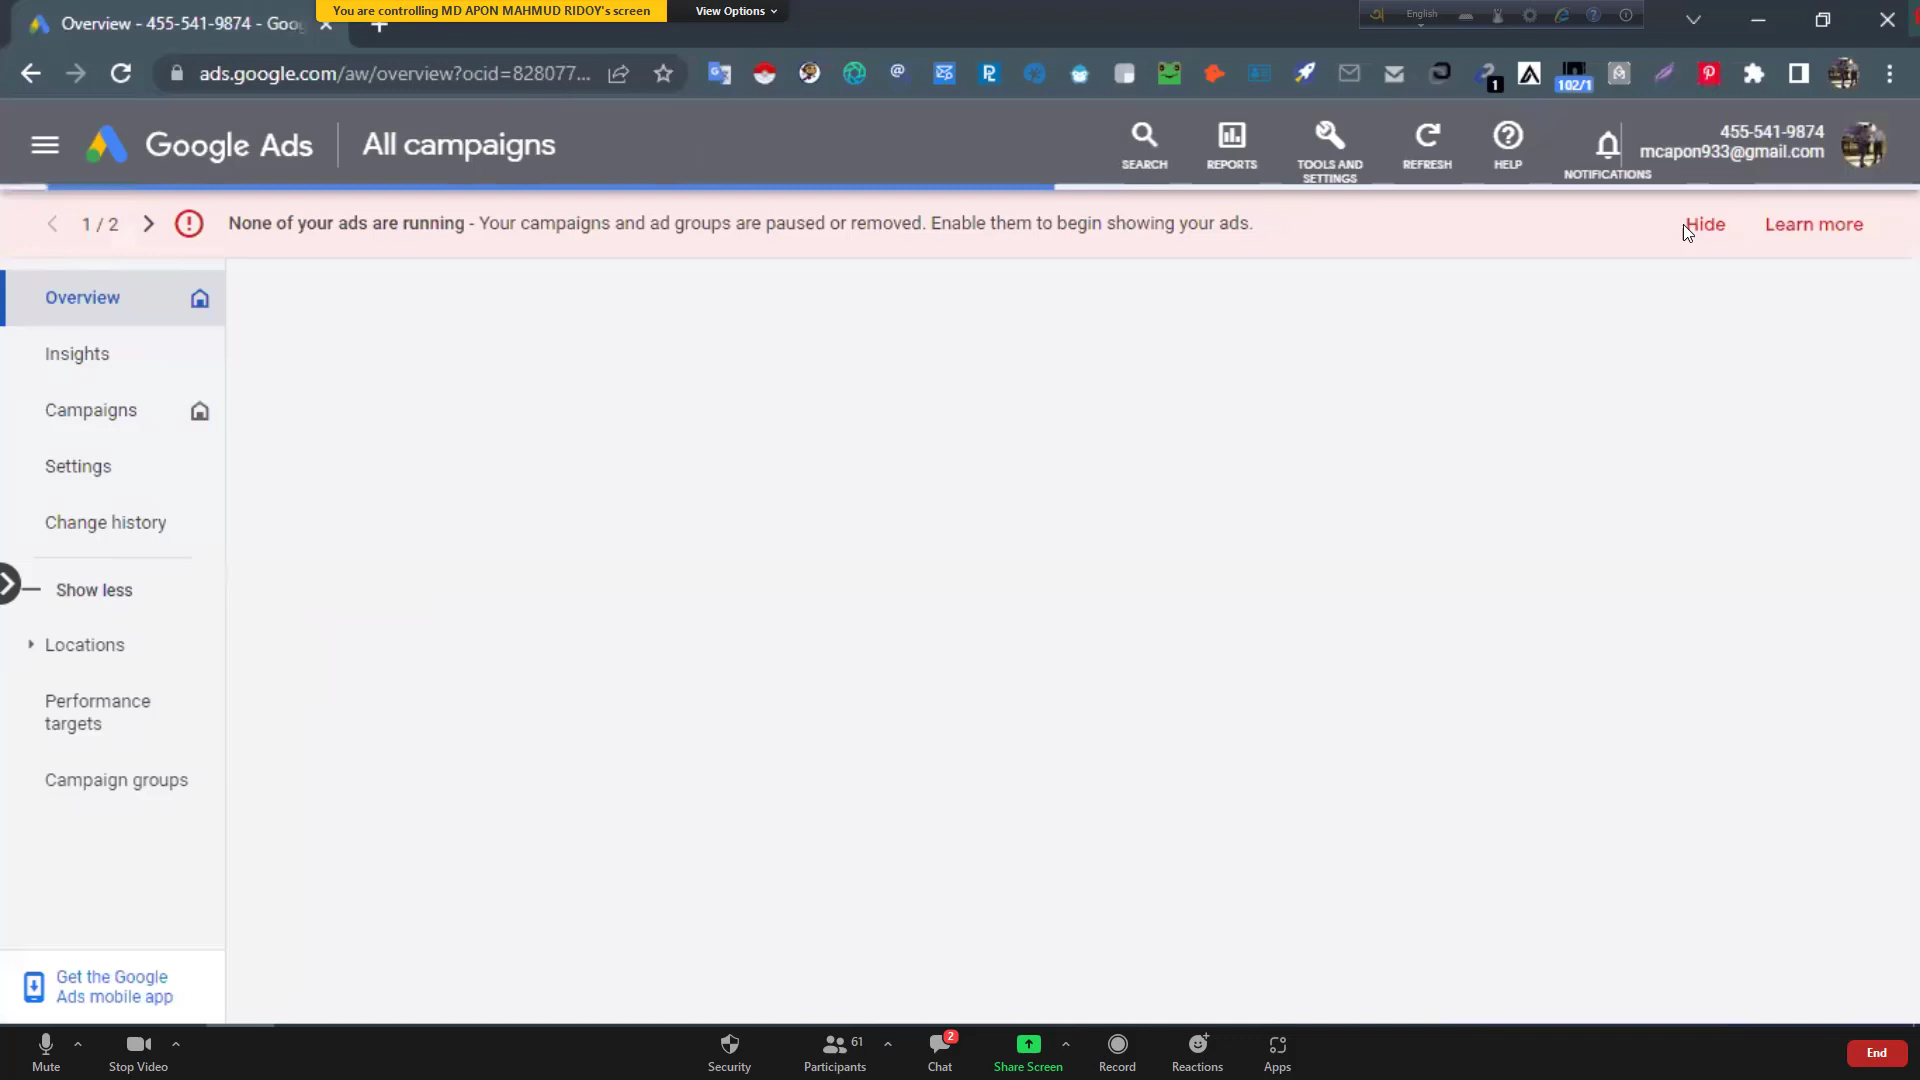 You are controlling MD APON MAHMUD RIDOY's screen
View Options
English
Overview - 455-541-9874 - Goog
ads.google.com/aw/overview?ocid=828077...
1
102/1
Google Ads
All campaigns
SEARCH
REPORTS
TOOLS AND
SETTINGS
REFRESH
HELP
NOTIFICATIONS
455-541-9874
mcapon933@gmail.com
1 / 2
None of your ads are running - Your campaigns and ad groups are paused or removed. Enable them to begin showing your ads.
Hide
Learn more
Overview
Insights
Campaigns
Settings
Change history
Show less
Locations
Performance
targets
Campaign groups
Get the Google
Ads mobile app
Mute
Stop Video
Security
61
Participants
2
Chat
Share Screen
Record
Reactions
Apps
End